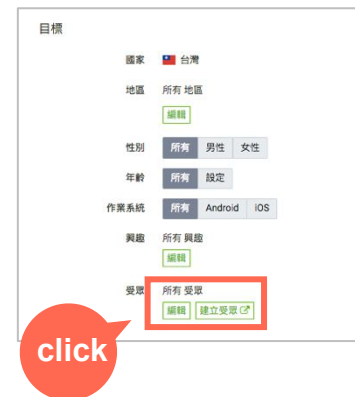 目標
國家 台灣
地區 所有 地區
編輯
性別 所有 男性 女性
年齡 所有 設定
作業系統 所有 Android iOS
興趣 所有 興趣
編輯
受眾 所有 受眾
編輯 建立受眾
click